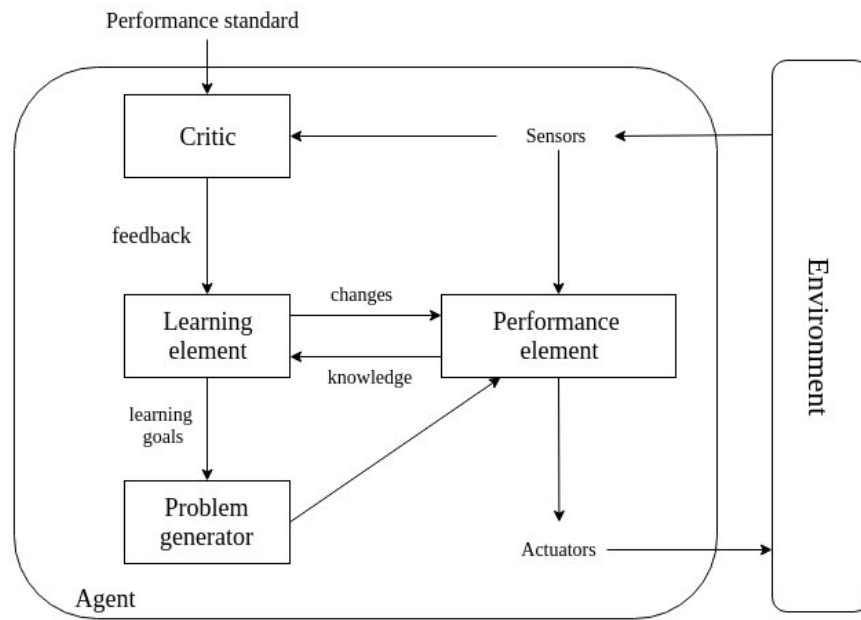 Performance standard
Critic
Sensors
feedback
changes
Learning
element
Performance
element
knowledge
learning
goals
Problem
generator
Actuators
Agent
Environment